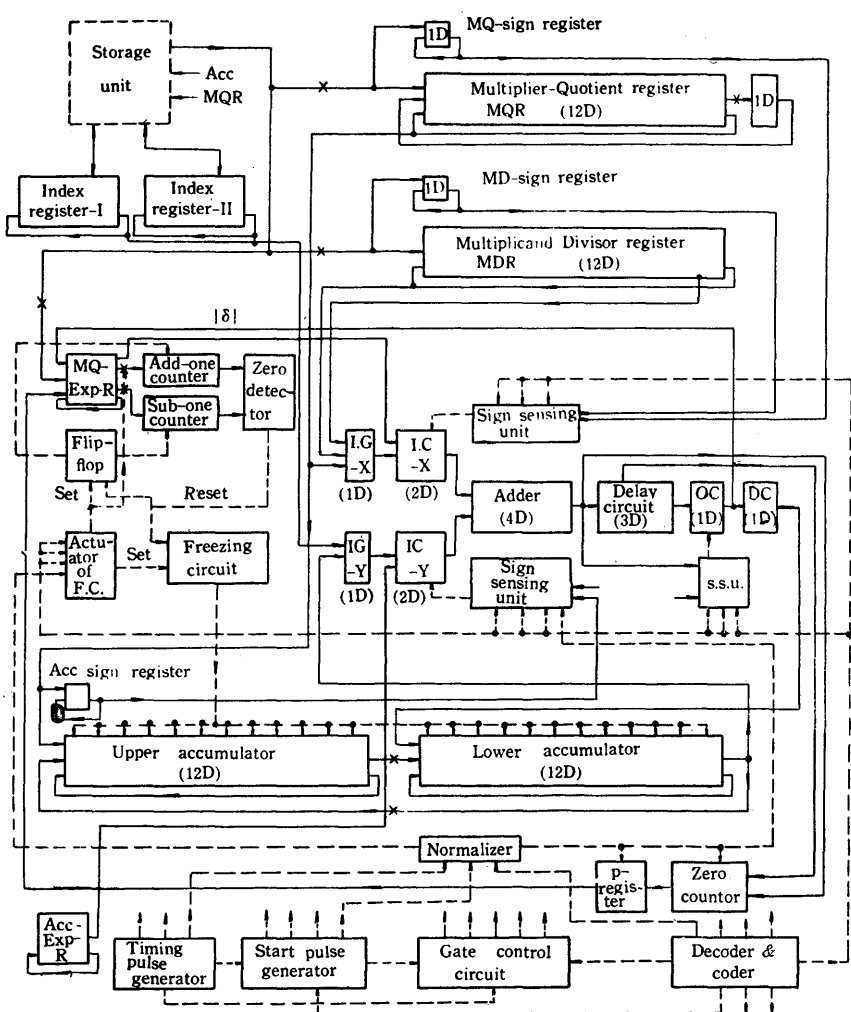 MQ-sign register
1D
Storage
unit
Acc
MQR
Multiplier-Quotient register
MQR (12D)
1D
MD-sign register
1D
Index
register-I
Index
register-II
Multiplicand Divisor register
MDR (12D)
|δ|
MQ-
Exp-R
Add-one
counter
Zero
detec-
tor
Sub-one
counter
Sign sensing
unit
Flip-
flop
I.G
-X
(1D)
I.C
-X
(2D)
Set
Reset
Adder
(4D)
Delay
circuit
(3D)
OC
(1D)
DC
(1D)
Actu-
ator
of
F.C.
Set
Freezing
circuit
IG
-Y
(1D)
IC
-Y
(2D)
Sign
sensing
unit
s.s.u.
Acc sign register
Upper accumulator
(12D)
Lower accumulator
(12D)
Normalizer
p-
regis-
ter
Zero
countor
Acc-
Exp-
R
Timing
pulse
generator
Start pulse
generator
Gate control
circuit
Decoder &
coder